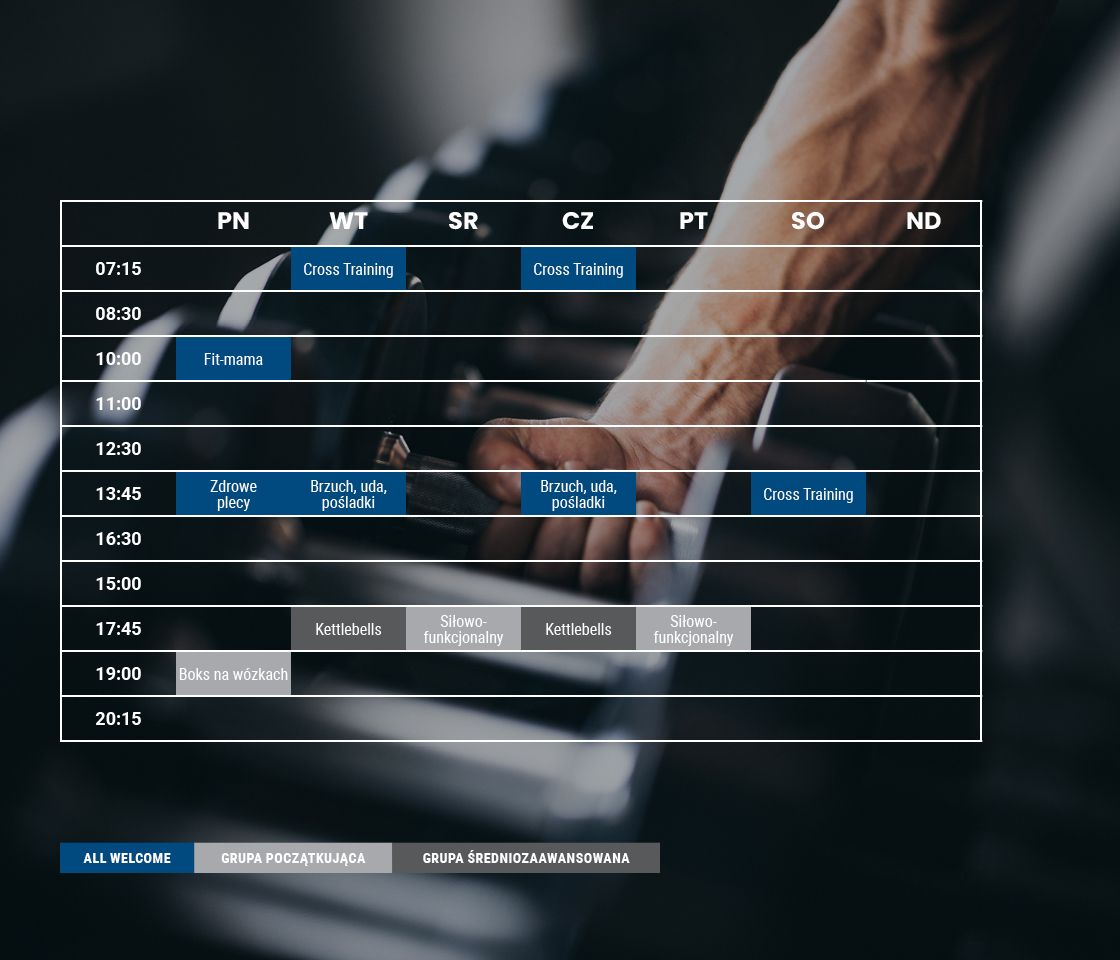 PN WT SR CZ PT SO ND
07:15 Cross Training Cross Training
08:30
10:00 Fit-mama
11:00
12:30
13:45 Zdrowe plecy Brzuch, uda, pośladki Brzuch, uda, pośladki Cross Training
16:30
15:00
17:45 Kettlebells Siłowo-funkcjonalny Kettlebells Siłowo-funkcjonalny
19:00 Boks na wózkach
20:15
ALL WELCOME GRUPA POCZĄTKUJĄCA GRUPA ŚREDNIOZAAWANSOWANA